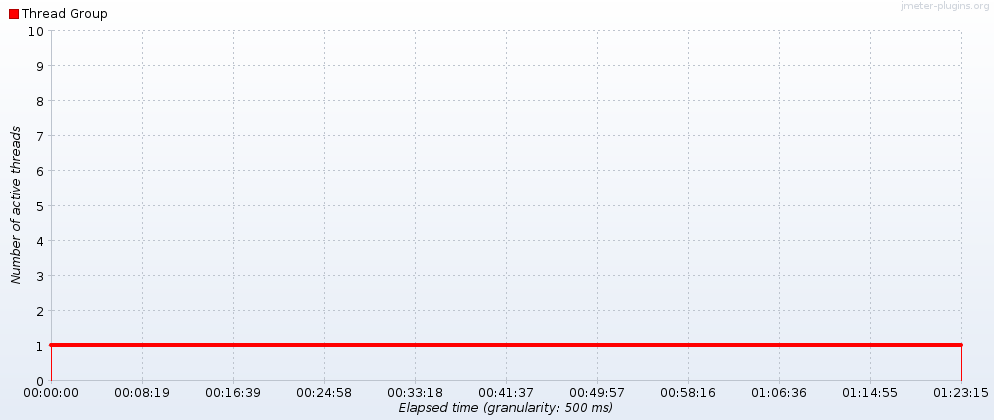 jmeter-plugins.org
Thread Group
10
9
8
7
6
5
4
3
2
1
0
Number of active threads
00:00:00 00:08:19 00:16:39 00:24:58 00:33:18 00:41:37 00:49:57 00:58:16 01:06:36 01:14:55 01:23:15
Elapsed time (granularity: 500 ms)